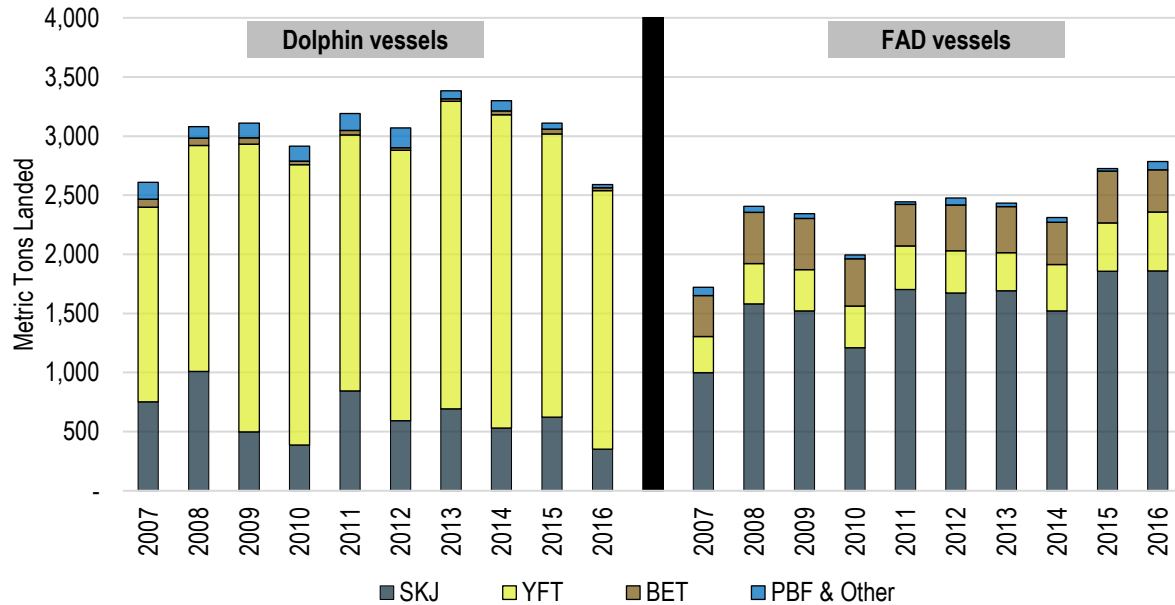 4,000
3,500
3,000
2,500
2,000
1,500
1,000
500
-
Metric Tons Landed
Dolphin vessels
FAD vessels
2007 2008 2009 2010 2011 2012 2013 2014 2015 2016 2007 2008 2009 2010 2011 2012 2013 2014 2015 2016
SKJ YFT BET PBF & Other